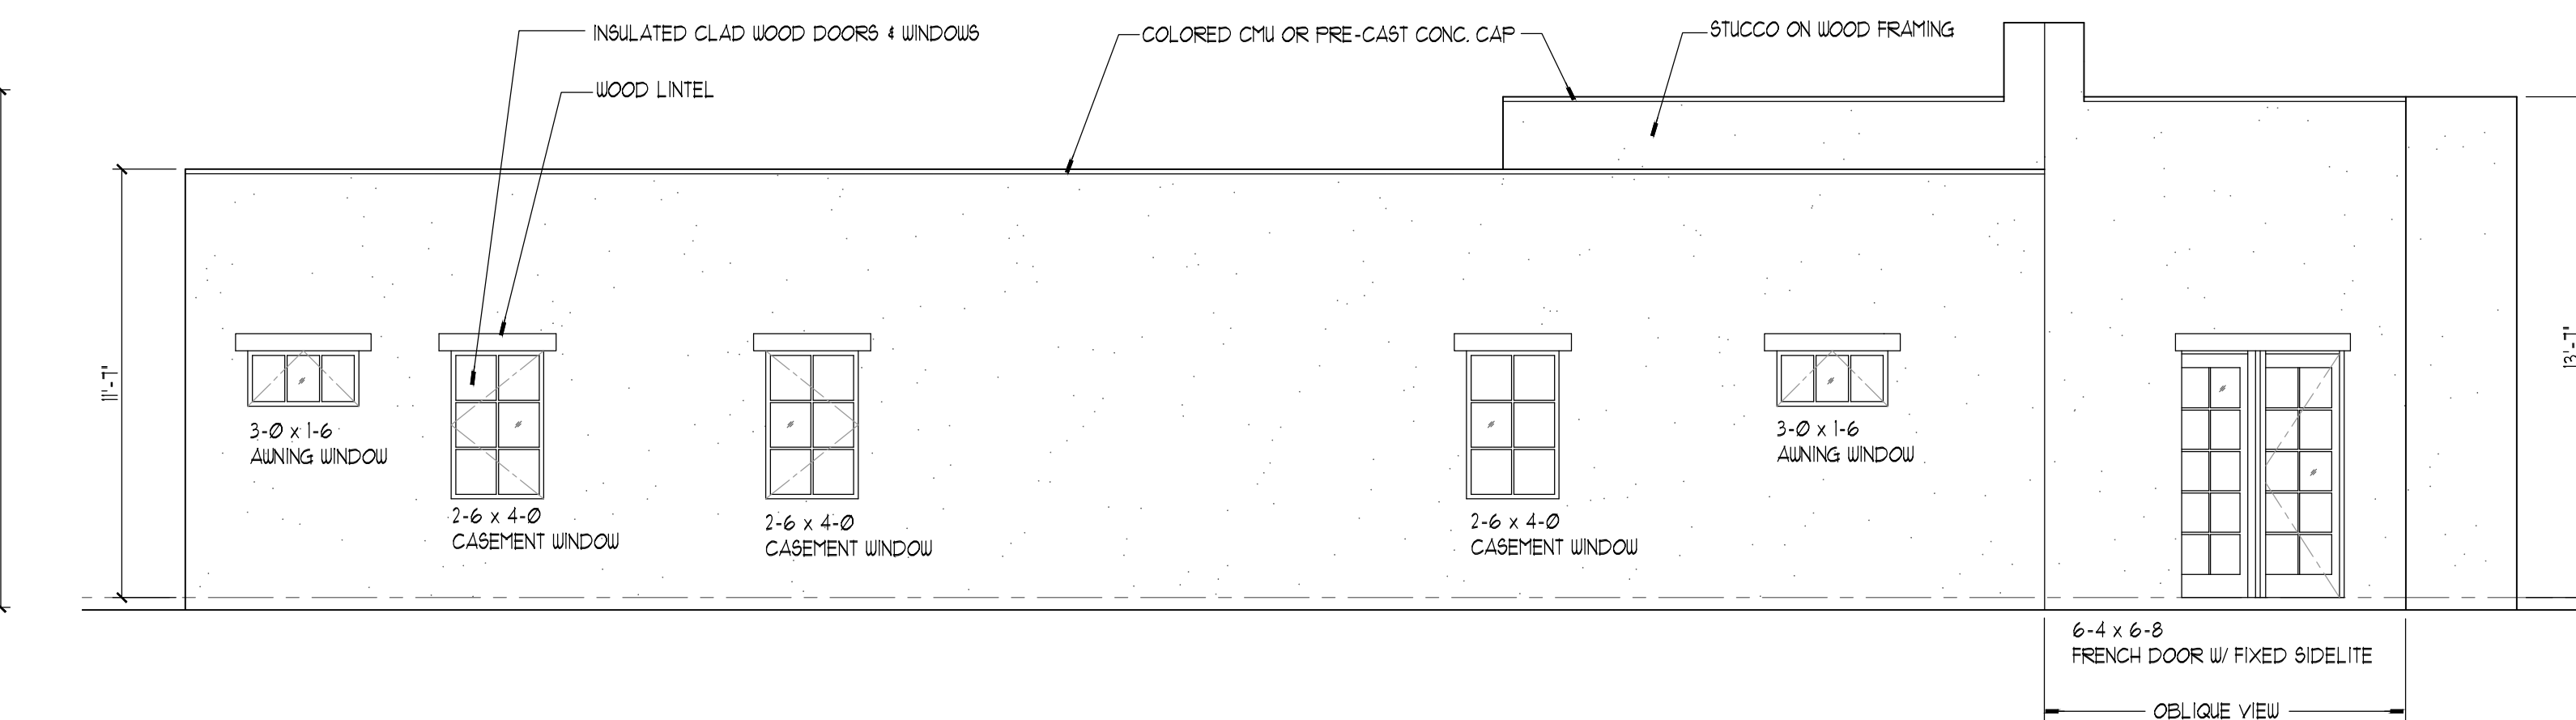 INSULATED CLAD WOOD DOORS & WINDOWS
WOOD LINTEL
COLORED CMU OR PRE-CAST CONC. CAP
STUCCO ON WOOD FRAMING
11'-7"
13'-7"
3-0 x 1-6
AWNING WINDOW
2-6 x 4-0
CASEMENT WINDOW
2-6 x 4-0
CASEMENT WINDOW
2-6 x 4-0
CASEMENT WINDOW
3-0 x 1-6
AWNING WINDOW
6-4 x 6-8
FRENCH DOOR W/ FIXED SIDELITE
OBLIQUE VIEW